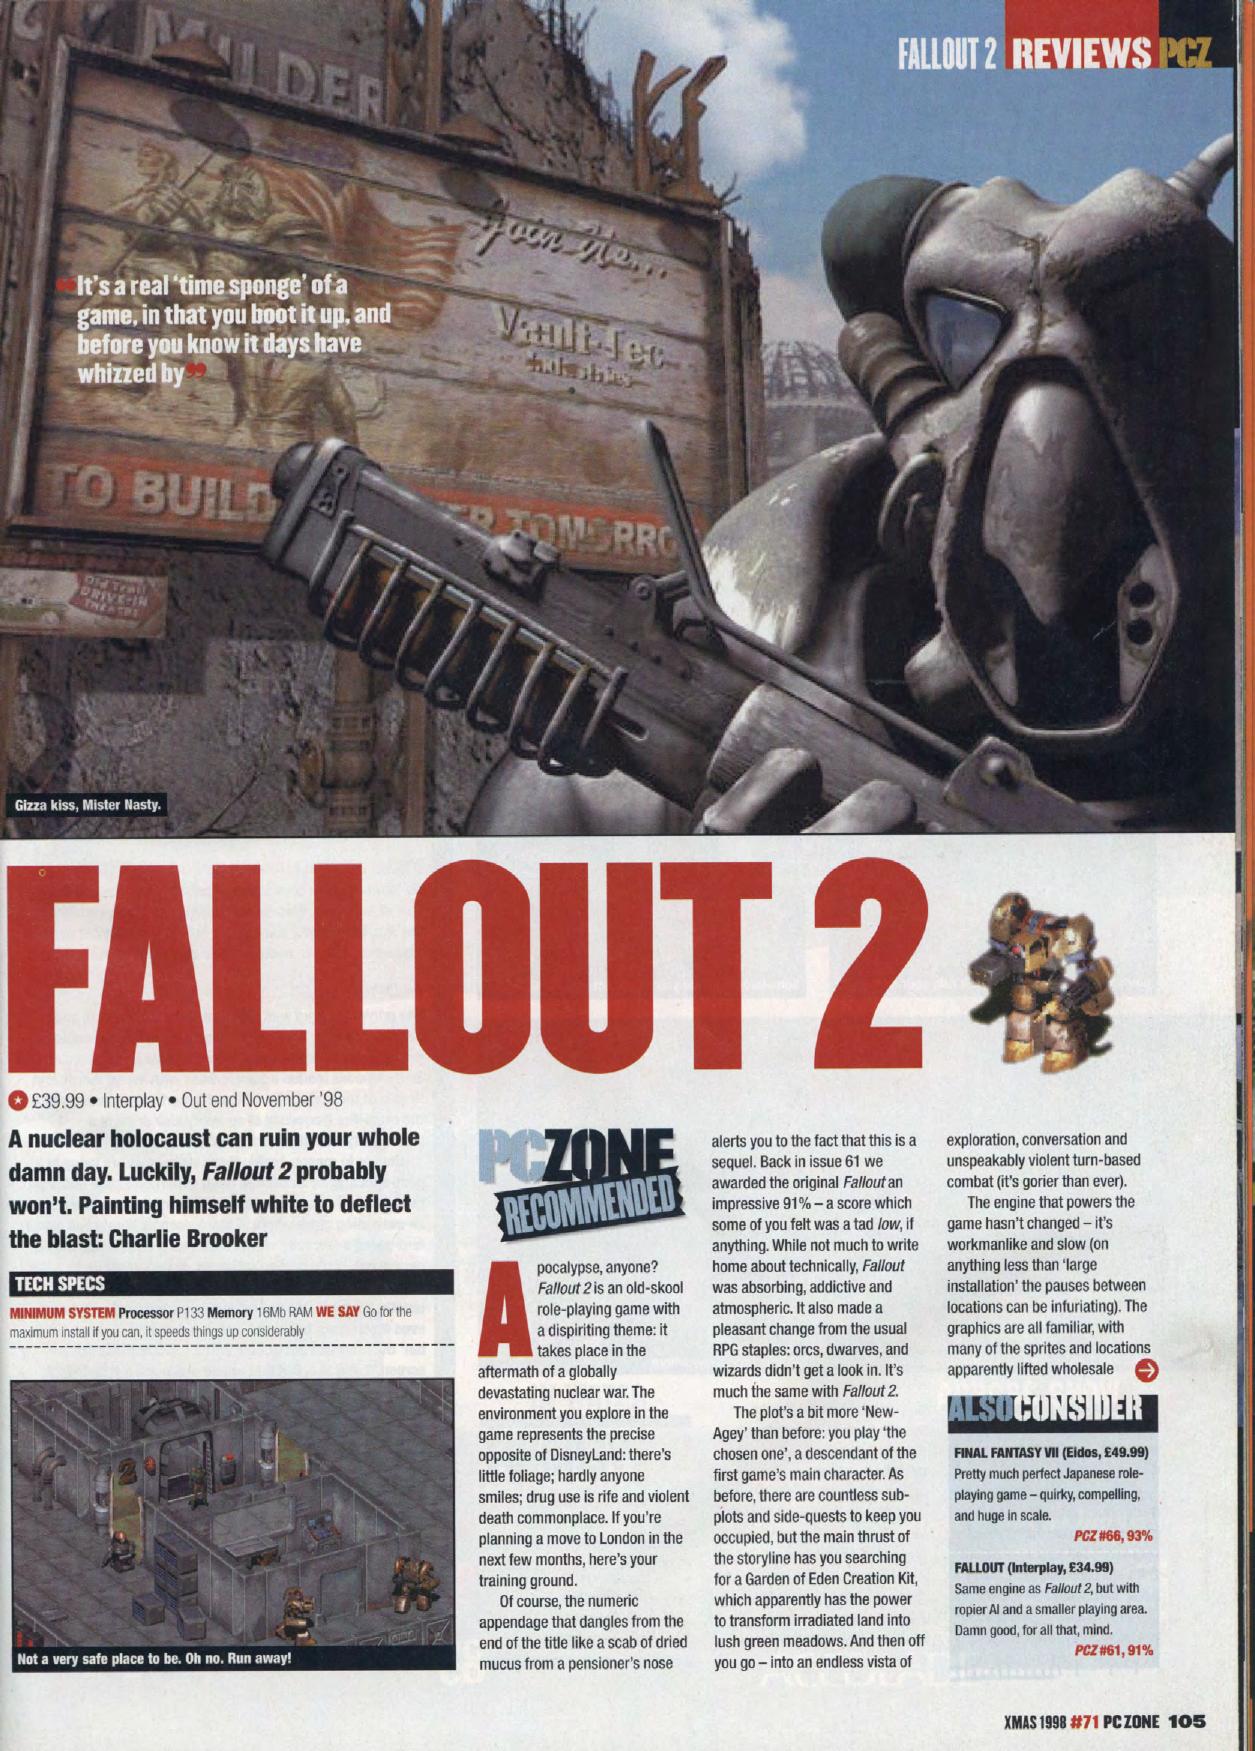 FALLOUT 2 REVIEWS PCZ
MULDER
Join Us...
Vault-Tec
Industries
"It's a real 'time sponge' of a
game, in that you boot it up, and
before you know it days have
whizzed by"
TO BUILD TOMORRO
DRIVE-IN
THEATRE
Gizza kiss, Mister Nasty.
FALLOUT 2
£39.99 • Interplay • Out end November '98
A nuclear holocaust can ruin your whole
damn day. Luckily, Fallout 2 probably
won't. Painting himself white to deflect
the blast: Charlie Brooker
TECH SPECS
MINIMUM SYSTEM Processor P133 Memory 16Mb RAM WE SAY Go for the
maximum install if you can, it speeds things up considerably
2
Not a very safe place to be. Oh no. Run away!
PCZONE
RECOMMENDED
Apocalypse, anyone?
Fallout 2 is an old-skool
role-playing game with
a dispiriting theme: it
takes place in the
aftermath of a globally
devastating nuclear war. The
environment you explore in the
game represents the precise
opposite of DisneyLand: there's
little foliage; hardly anyone
smiles; drug use is rife and violent
death commonplace. If you're
planning a move to London in the
next few months, here's your
training ground.
Of course, the numeric
appendage that dangles from the
end of the title like a scab of dried
mucus from a pensioner's nose
alerts you to the fact that this is a
sequel. Back in issue 61 we
awarded the original Fallout an
impressive 91% – a score which
some of you felt was a tad low, if
anything. While not much to write
home about technically, Fallout
was absorbing, addictive and
atmospheric. It also made a
pleasant change from the usual
RPG staples: orcs, dwarves, and
wizards didn't get a look in. It's
much the same with Fallout 2.
The plot's a bit more 'New-
Agey' than before: you play 'the
chosen one', a descendant of the
first game's main character. As
before, there are countless sub-
plots and side-quests to keep you
occupied, but the main thrust of
the storyline has you searching
for a Garden of Eden Creation Kit,
which apparently has the power
to transform irradiated land into
lush green meadows. And then off
you go – into an endless vista of
exploration, conversation and
unspeakably violent turn-based
combat (it's gorier than ever).
The engine that powers the
game hasn't changed – it's
workmanlike and slow (on
anything less than 'large
installation' the pauses between
locations can be infuriating). The
graphics are all familiar, with
many of the sprites and locations
apparently lifted wholesale
ALSO CONSIDER
FINAL FANTASY VII (Eidos, £49.99)
Pretty much perfect Japanese role-
playing game – quirky, compelling,
and huge in scale.
PCZ #66, 93%
FALLOUT (Interplay, £34.99)
Same engine as Fallout 2, but with
ropier AI and a smaller playing area.
Damn good, for all that, mind.
PCZ #61, 91%
XMAS 1998 #71 PC ZONE 105